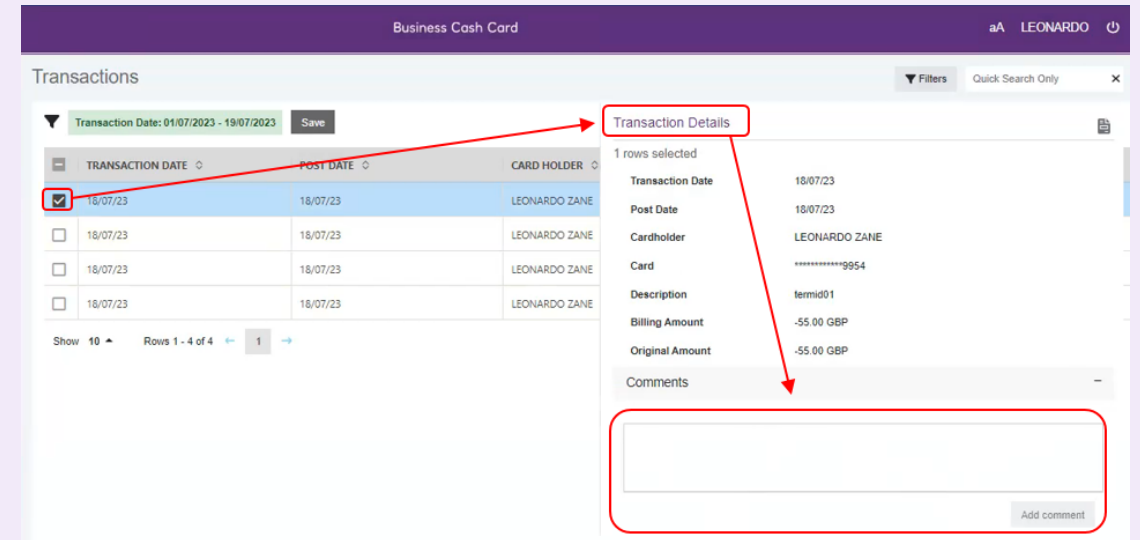 Business Cash Card
aA LEONARDO
Transactions
Filters
Quick Search Only
Transaction Date: 01/07/2023 - 19/07/2023
Save
TRANSACTION DATE POST DATE CARD HOLDER
18/07/23 18/07/23 LEONARDO ZANE
18/07/23 18/07/23 LEONARDO ZANE
18/07/23 18/07/23 LEONARDO ZANE
18/07/23 18/07/23 LEONARDO ZANE
Show 10 Rows 1 - 4 of 4 ← 1 →
Transaction Details
1 rows selected
Transaction Date 18/07/23
Post Date 18/07/23
Cardholder LEONARDO ZANE
Card ************9954
Description termid01
Billing Amount -55.00 GBP
Original Amount -55.00 GBP
Comments
Add comment